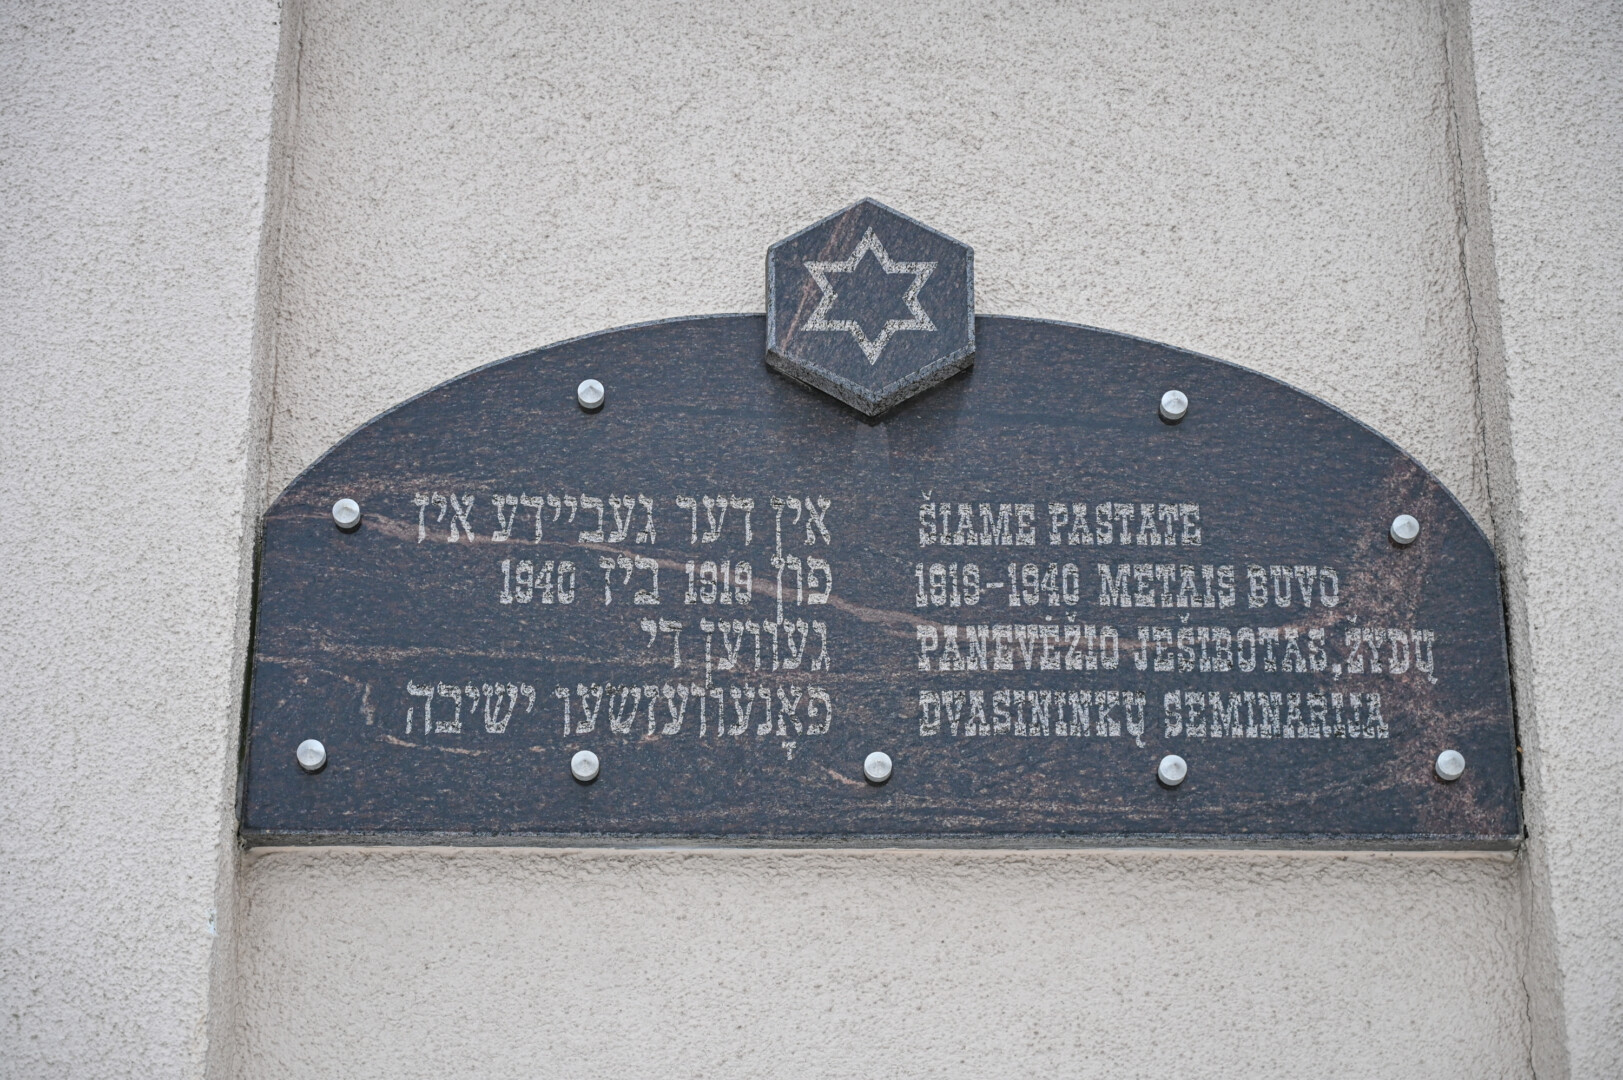 אין דער געביידע אין
פון 1919 ביז 1940
געווען די
פּאָנעוועזשער ישיבה
ŠIAME PASTATE
1919-1940 METAIS BUVO
PANEVĖŽIO JEŠIBOTAS, ŽYDŲ
DVASININKŲ SEMINARIJA